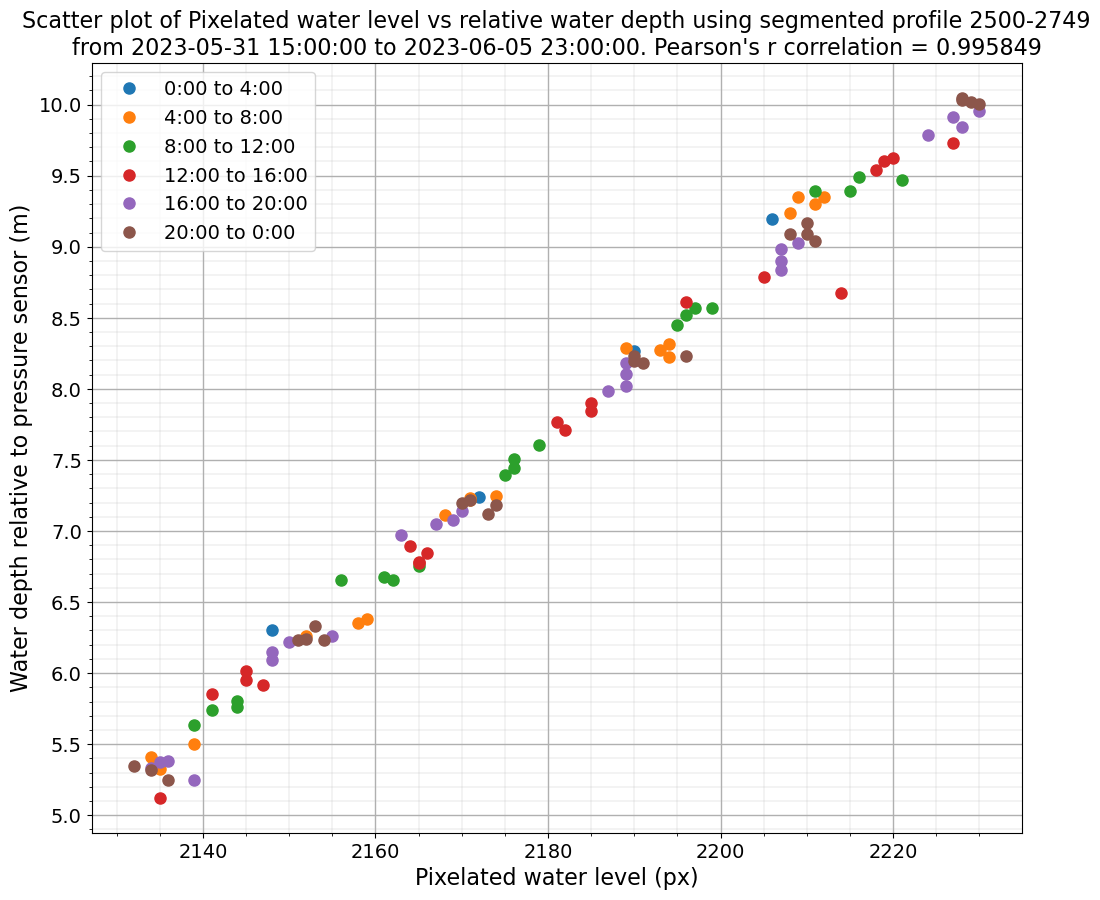 Scatter plot of Pixelated water level vs relative water depth using segmented profile 2500-2749
from 2023-05-31 15:00:00 to 2023-06-05 23:00:00. Pearson's r correlation = 0.995849
0:00 to 4:00
4:00 to 8:00
8:00 to 12:00
12:00 to 16:00
16:00 to 20:00
20:00 to 0:00
Water depth relative to pressure sensor (m)
10.0
9.5
9.0
8.5
8.0
7.5
7.0
6.5
6.0
5.5
5.0
2140 2160 2180 2200 2220
Pixelated water level (px)